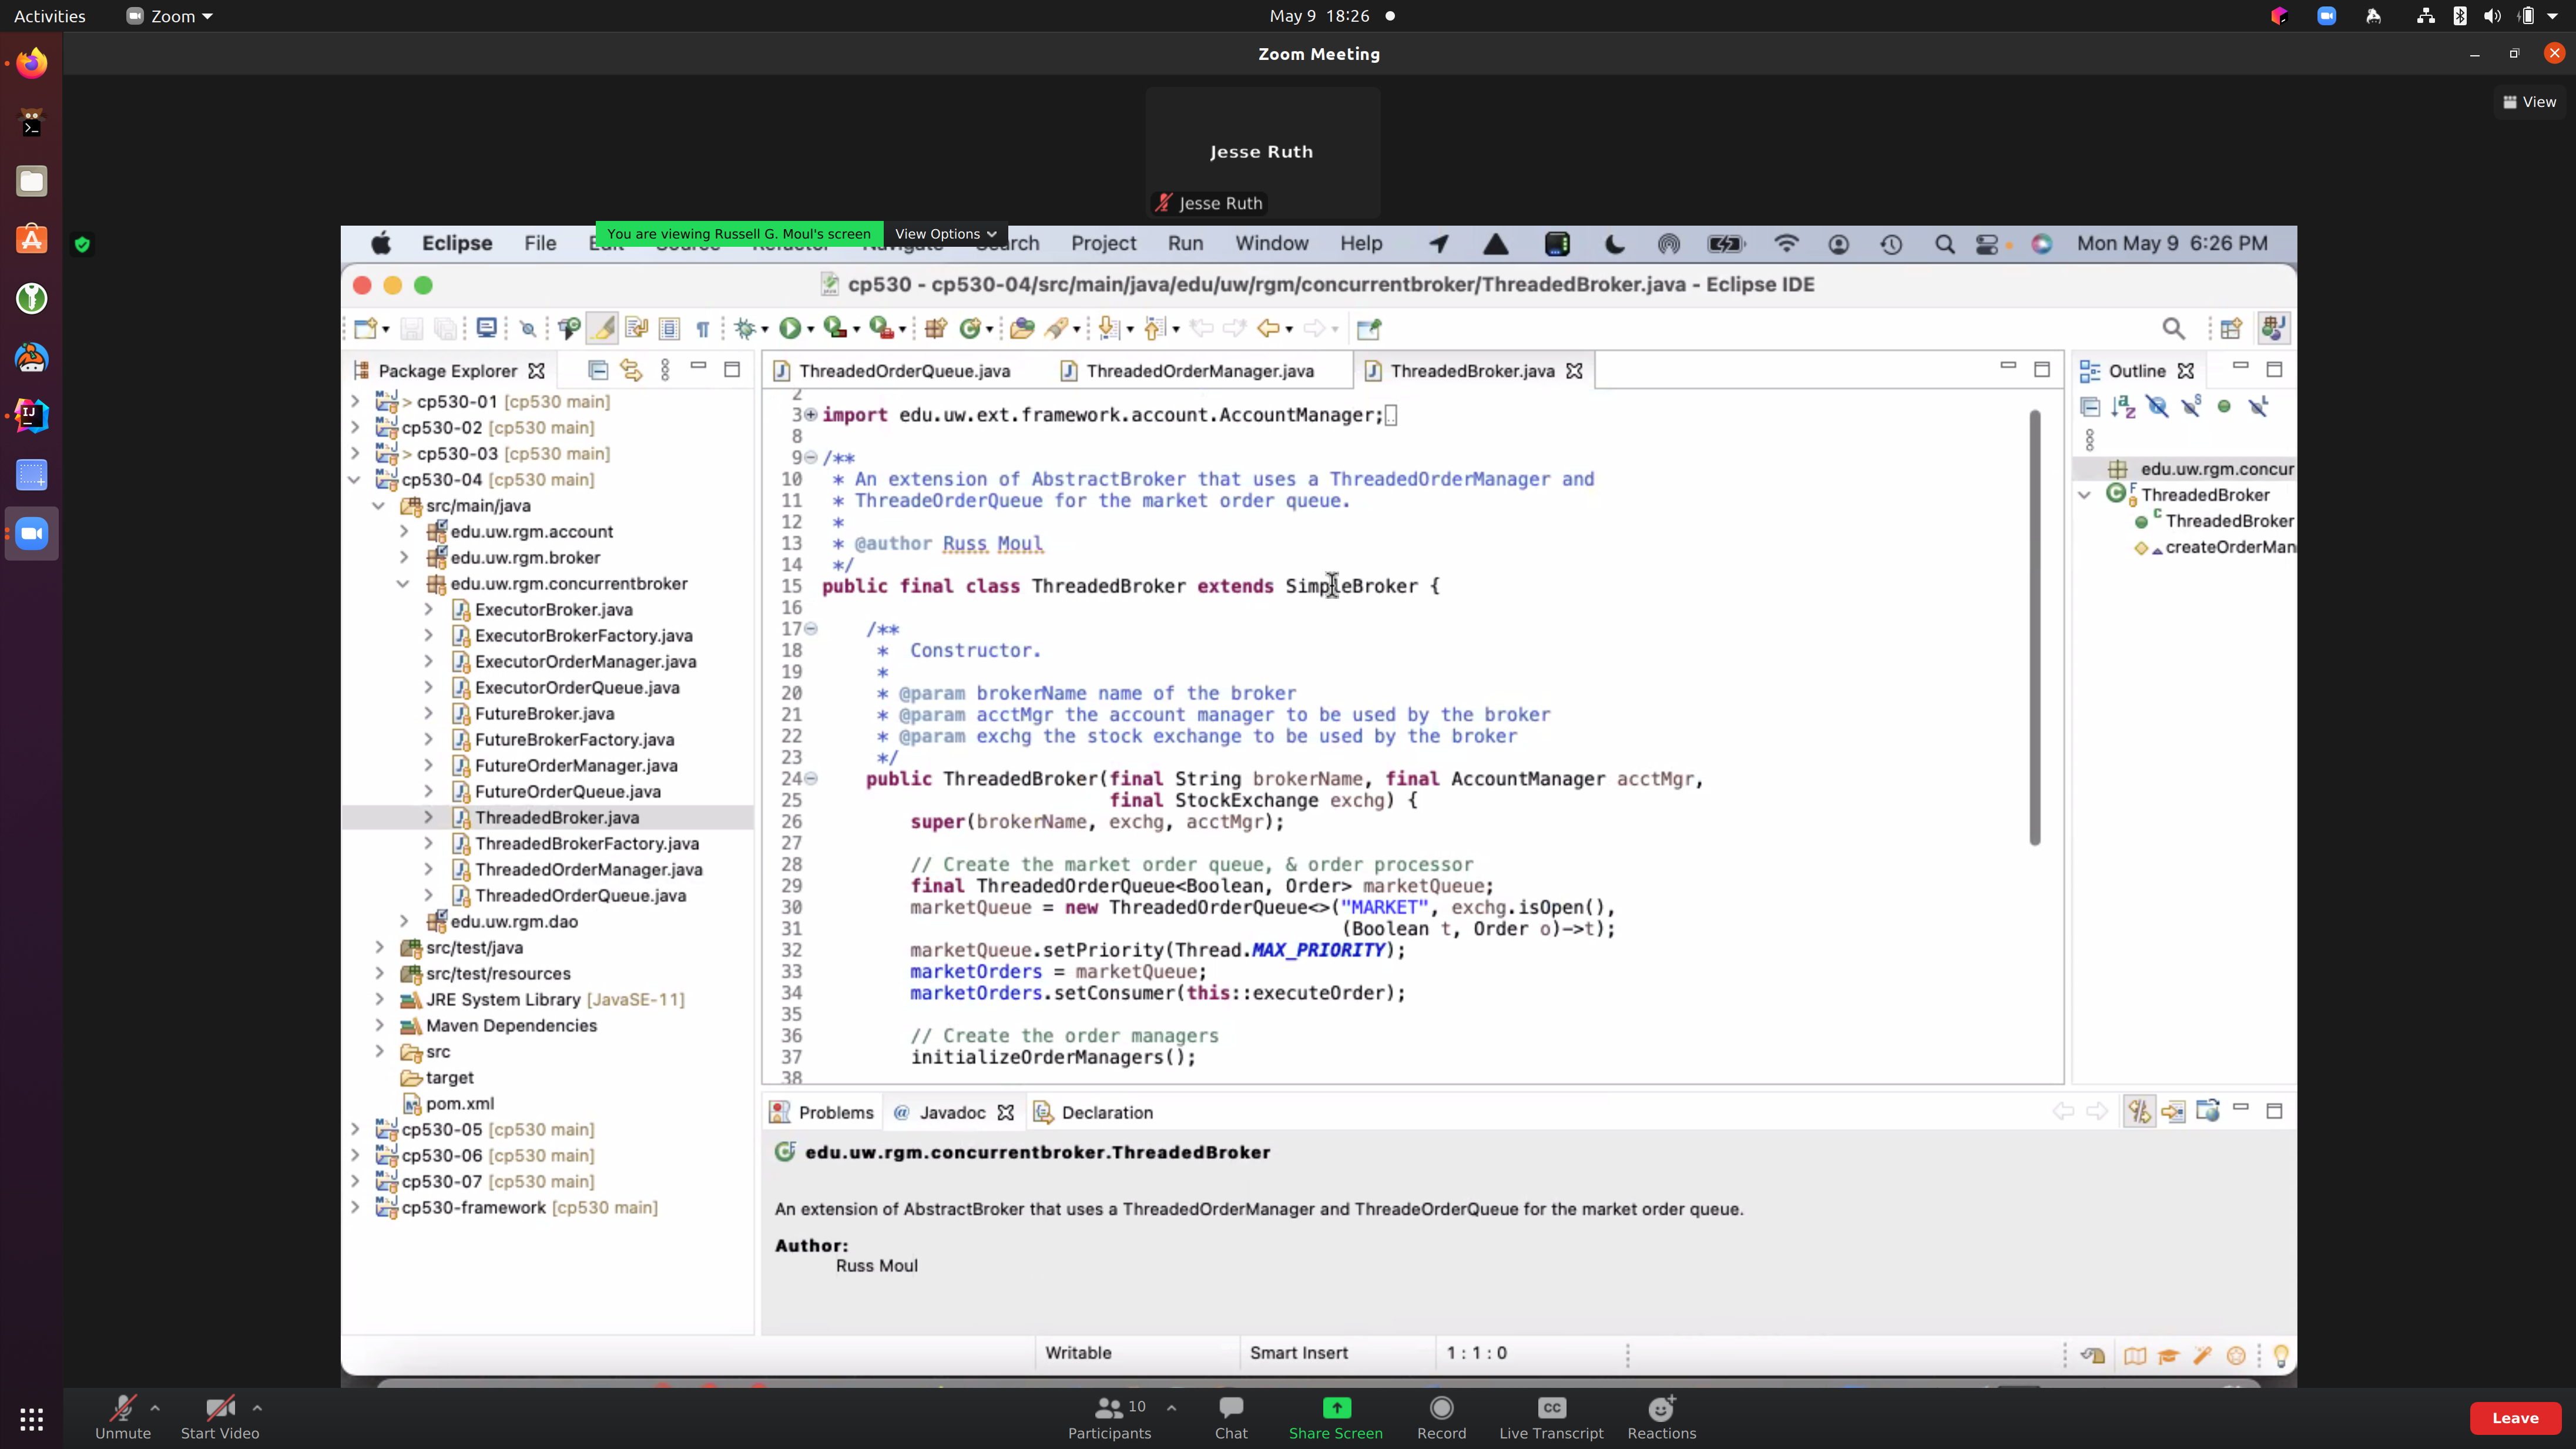 Activities
Zoom
May 9 18:26
Zoom Meeting
View
Jesse Ruth
Jesse Ruth
You are viewing Russell G. Moul's screen
View Options
Eclipse File Project Run Window Help
Mon May 9 6:26 PM
cp530 - cp530-04/src/main/java/edu/uw/rgm/concurrentbroker/ThreadedBroker.java - Eclipse IDE
Package Explorer
> cp530-01 [cp530 main]
cp530-02 [cp530 main]
> cp530-03 [cp530 main]
cp530-04 [cp530 main]
src/main/java
edu.uw.rgm.account
edu.uw.rgm.broker
edu.uw.rgm.concurrentbroker
ExecutorBroker.java
ExecutorBrokerFactory.java
ExecutorOrderManager.java
ExecutorOrderQueue.java
FutureBroker.java
FutureBrokerFactory.java
FutureOrderManager.java
FutureOrderQueue.java
ThreadedBroker.java
ThreadedBrokerFactory.java
ThreadedOrderManager.java
ThreadedOrderQueue.java
edu.uw.rgm.dao
src/test/java
src/test/resources
JRE System Library [JavaSE-11]
Maven Dependencies
src
target
pom.xml
cp530-05 [cp530 main]
cp530-06 [cp530 main]
cp530-07 [cp530 main]
cp530-framework [cp530 main]
ThreadedOrderQueue.java
ThreadedOrderManager.java
ThreadedBroker.java
2
3 import edu.uw.ext.framework.account.AccountManager;
8
9 /**
10 * An extension of AbstractBroker that uses a ThreadedOrderManager and
11 * ThreadeOrderQueue for the market order queue.
12 *
13 * @author Russ Moul
14 */
15 public final class ThreadedBroker extends SimpleBroker {
16
17 /**
18 * Constructor.
19 *
20 * @param brokerName name of the broker
21 * @param acctMgr the account manager to be used by the broker
22 * @param exchg the stock exchange to be used by the broker
23 */
24 public ThreadedBroker(final String brokerName, final AccountManager acctMgr,
25 final StockExchange exchg) {
26 super(brokerName, exchg, acctMgr);
27
28 // Create the market order queue, & order processor
29 final ThreadedOrderQueue<Boolean, Order> marketQueue;
30 marketQueue = new ThreadedOrderQueue<>("MARKET", exchg.isOpen(),
31 (Boolean t, Order o)->t);
32 marketQueue.setPriority(Thread.MAX_PRIORITY);
33 marketOrders = marketQueue;
34 marketOrders.setConsumer(this::executeOrder);
35
36 // Create the order managers
37 initializeOrderManagers();
38
Outline
edu.uw.rgm.concur
ThreadedBroker
ThreadedBroker
createOrderMan
Problems
@ Javadoc
Declaration
edu.uw.rgm.concurrentbroker.ThreadedBroker
An extension of AbstractBroker that uses a ThreadedOrderManager and ThreadeOrderQueue for the market order queue.
Author:
Russ Moul
Writable
Smart Insert
1 : 1 : 0
Unmute
Start Video
10
Participants
Chat
Share Screen
Record
CC
Live Transcript
Reactions
Leave